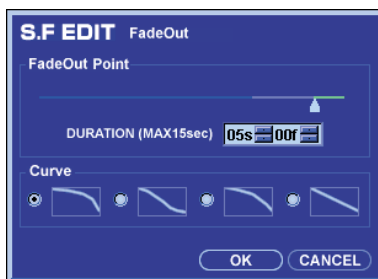 S.F EDIT FadeOut
FadeOut Point
DURATION (MAX15sec) 05s 00f
Curve
OK CANCEL